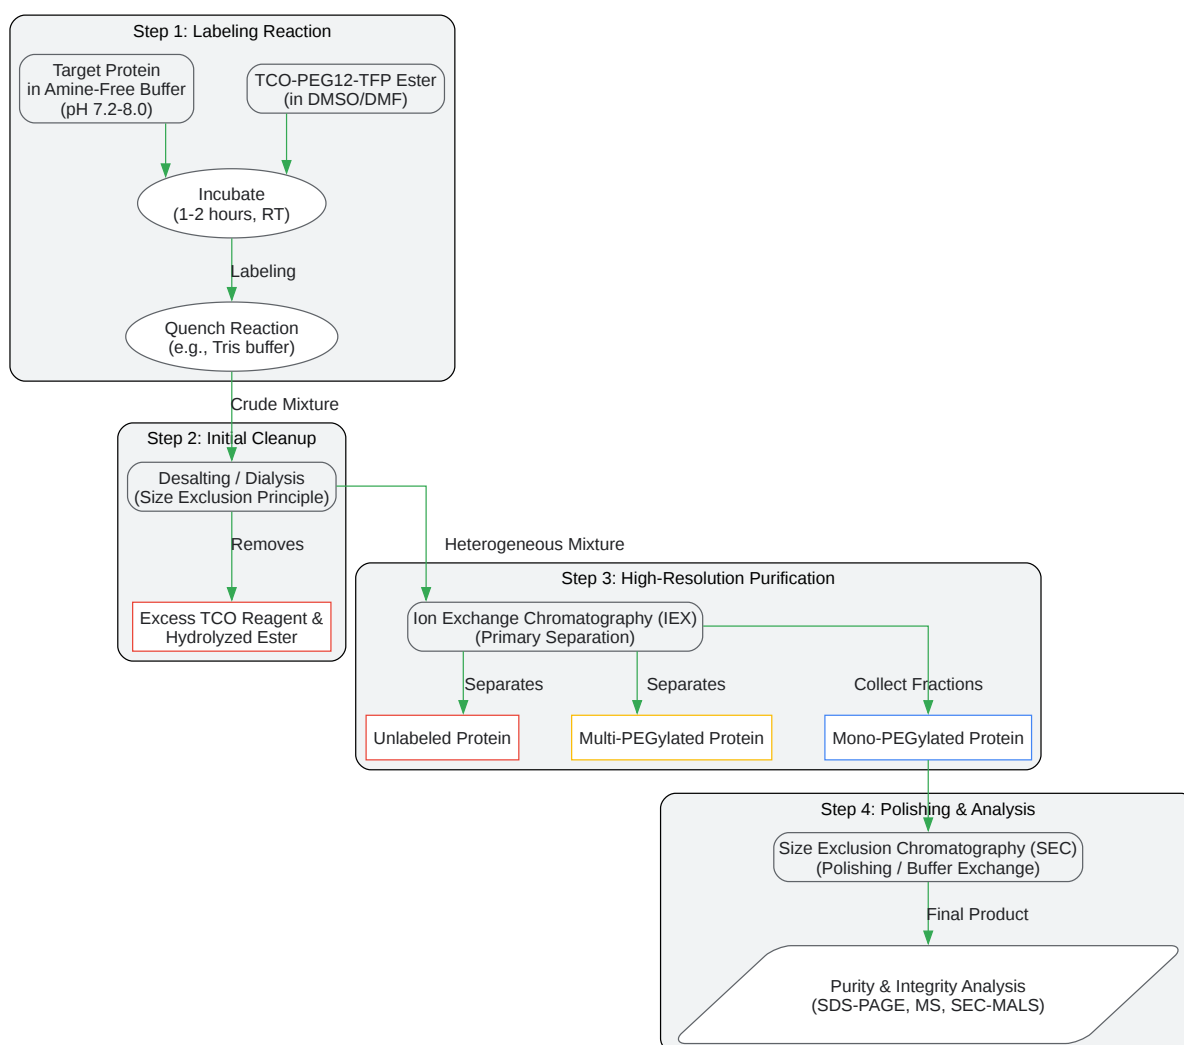 Step 1: Labeling Reaction
Target Protein
in Amine-Free Buffer
(pH 7.2-8.0)
TCO-PEG12-TFP Ester
(in DMSO/DMF)
Incubate
(1-2 hours, RT)
Labeling
Quench Reaction
(e.g., Tris buffer)
Crude Mixture
Step 2: Initial Cleanup
Desalting / Dialysis
(Size Exclusion Principle)
Removes
Heterogeneous Mixture
Excess TCO Reagent &
Hydrolyzed Ester
Step 3: High-Resolution Purification
Ion Exchange Chromatography (IEX)
(Primary Separation)
Separates
Separates
Collect Fractions
Unlabeled Protein
Multi-PEGylated Protein
Mono-PEGylated Protein
Step 4: Polishing & Analysis
Size Exclusion Chromatography (SEC)
(Polishing / Buffer Exchange)
Final Product
Purity & Integrity Analysis
(SDS-PAGE, MS, SEC-MALS)